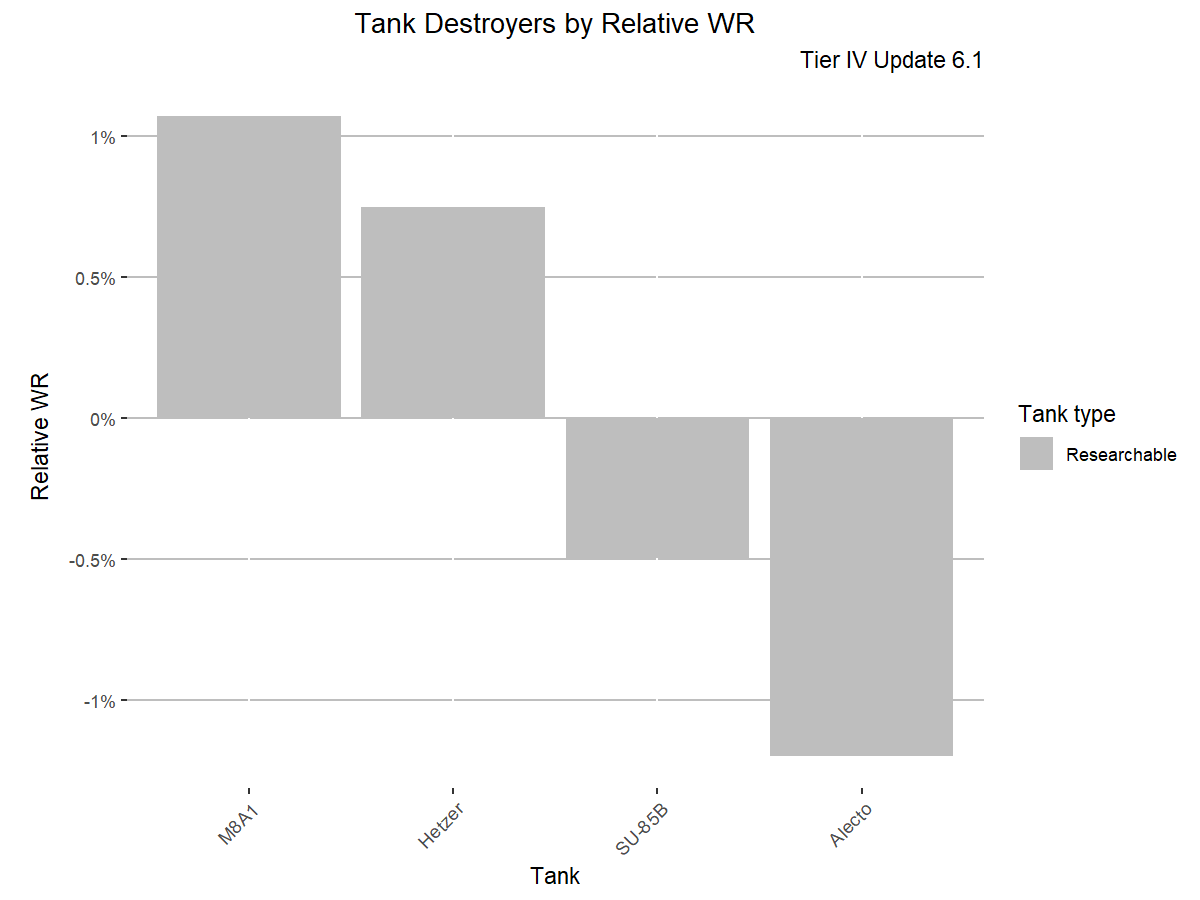 Tank Destroyers by Relative WR
Tier IV Update 6.1
1%
0.5%
0%
-0.5%
-1%
Relative WR
M8A1
Hetzer
SU-85B
Alecto
Tank
Tank type
Researchable